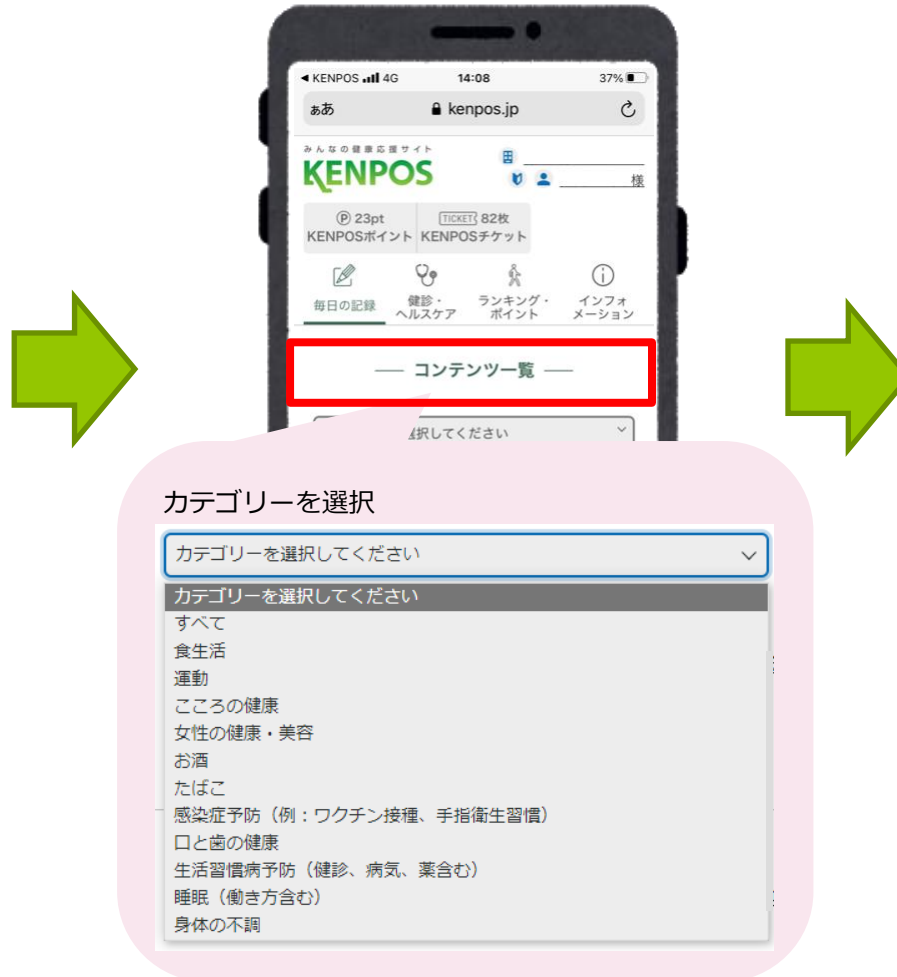 ◀ KENPOS 4G 14:08 37%
ぁあ kenpos.jp
みんなの健康応援サイト
KENPOS
様
Ⓟ 23pt TICKET 82枚
KENPOSポイント KENPOSチケット
毎日の記録 健診・ヘルスケア ランキング・ポイント インフォメーション
コンテンツ一覧
択してください
カテゴリーを選択
カテゴリーを選択してください
カテゴリーを選択してください
すべて
食生活
運動
こころの健康
女性の健康・美容
お酒
たばこ
感染症予防（例：ワクチン接種、手指衛生習慣）
口と歯の健康
生活習慣病予防（健診、病気、薬含む）
睡眠（働き方含む）
身体の不調